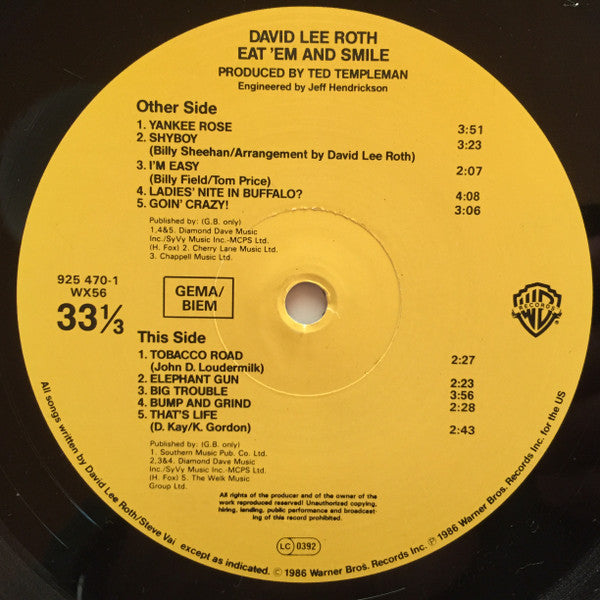 DAVID LEE ROTH
EAT 'EM AND SMILE
PRODUCED BY TED TEMPLEMAN
Engineered by Jeff Hendrickson
Other Side
1. YANKEE ROSE 3:51
2. SHYBOY 3:23
(Billy Sheehan/Arrangement by David Lee Roth)
3. I'M EASY 2:07
(Billy Field/Tom Price)
4. LADIES' NITE IN BUFFALO? 4:08
5. GOIN' CRAZY! 3:06
Published by: (G.B. only)
1,4&5. Diamond Dave Music
Inc./SyVy Music Inc.-MCPS Ltd.
(H. Fox) 2. Cherry Lane Music Ltd.
3. Chappell Music Ltd.
925 470-1
WX56
33⅓
GEMA/
BIEM
WB
RECORDS
This Side
1. TOBACCO ROAD 2:27
(John D. Loudermilk)
2. ELEPHANT GUN 2:23
3. BIG TROUBLE 3:56
4. BUMP AND GRIND 2:28
5. THAT'S LIFE
(D. Kay/K. Gordon) 2:43
Published by: (G.B. only)
1. Southern Music Pub. Co. Ltd.
2,3&4. Diamond Dave Music
Inc./SyVy Music Inc.-MCPS Ltd.
(H. Fox) 5. The Welk Music
Group Ltd.
All rights of the producer and of the owner of the
work reproduced reserved! Unauthorized copying,
hiring, lending, public performance and broadcast-
ing of this record prohibited.
LC 0392
All songs written by David Lee Roth/Steve Vai except as indicated. © 1986 Warner Bros. Records Inc. ℗ 1986 Warner Bros. Records Inc. for the US